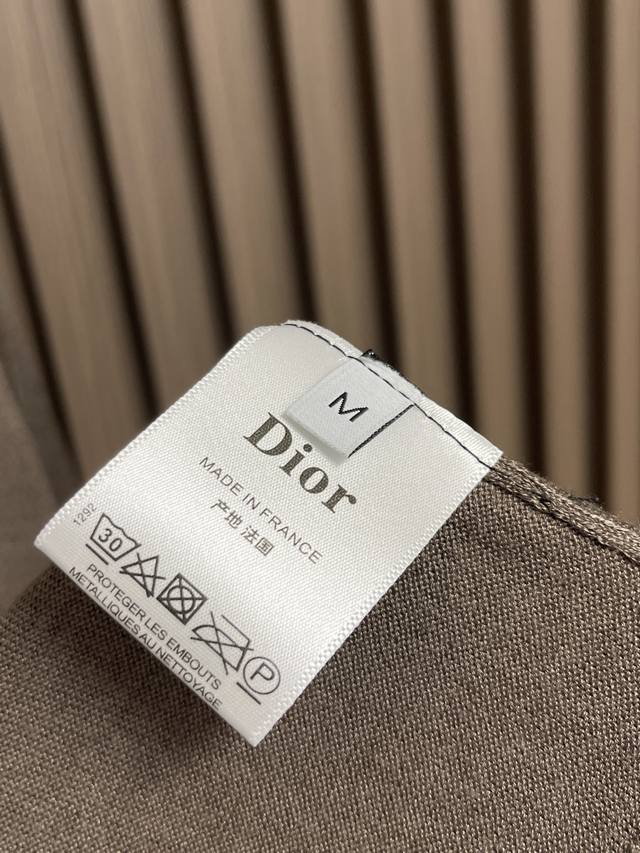 M
Dior
MADE IN FRANCE
产地 法国
1292
30
P
PROTEGER LES EMBOUTS
METALLIQUES AU NETTOYAGE